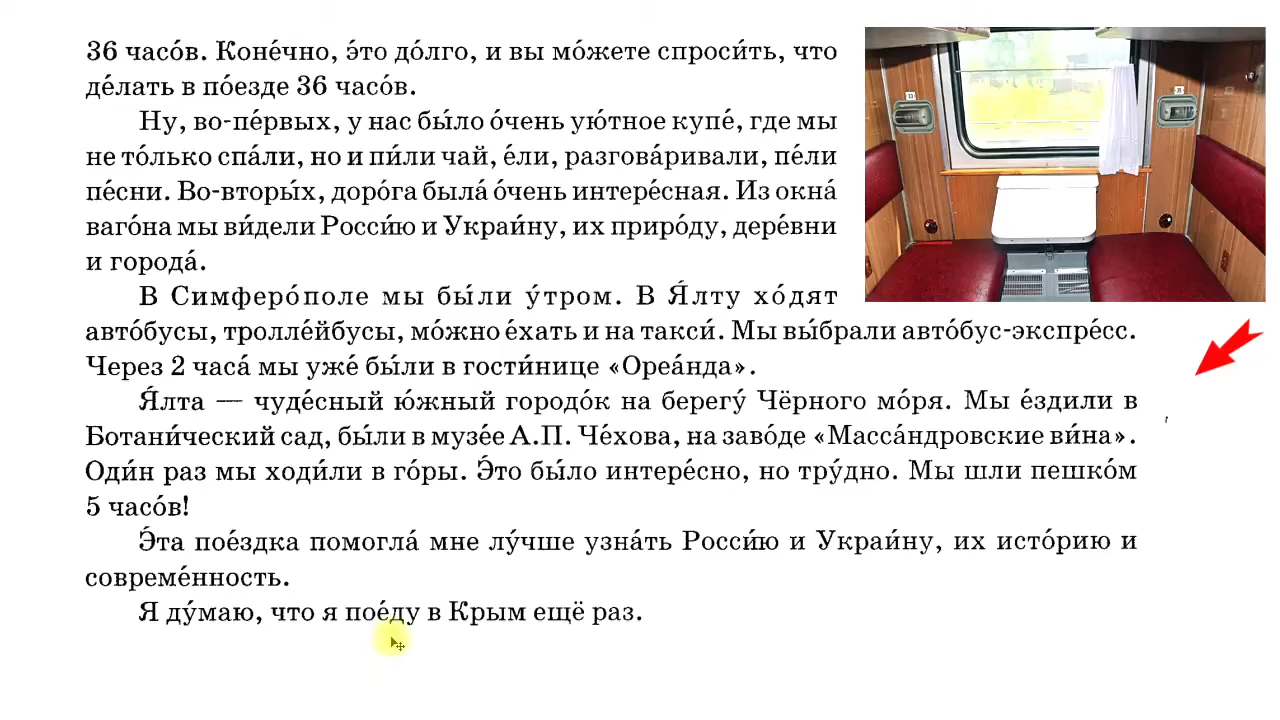 36 часо́в. Коне́чно, э́то до́лго, и вы мо́жете спроси́ть, что
де́лать в по́езде 36 часо́в.
Ну, во-пе́рвых, у нас бы́ло о́чень ую́тное купе́, где мы
не то́лько спа́ли, но и пи́ли чай, е́ли, разгова́ривали, пе́ли
пе́сни. Во-вторы́х, доро́га была́ о́чень интере́сная. Из окна́
ваго́на мы ви́дели Росси́ю и Украи́ну, их приро́ду, дере́вни
и города́.
В Симферо́поле мы бы́ли у́тром. В Я́лту хо́дят
авто́бусы, тролле́йбусы, мо́жно е́хать и на такси́. Мы вы́брали авто́бус-экспре́сс.
Через 2 часа́ мы уже́ бы́ли в гости́нице «Ореа́нда».
Я́лта — чуде́сный ю́жный городо́к на берегу́ Чёрного мо́ря. Мы е́здили в
Ботани́ческий сад, бы́ли в музе́е А.П. Че́хова, на заво́де «Масса́ндровские ви́на».
Оди́н раз мы ходи́ли в го́ры. Э́то бы́ло интере́сно, но тру́дно. Мы шли пешко́м
5 часо́в!
Э́та пое́здка помогла́ мне лу́чше узна́ть Росси́ю и Украи́ну, их исто́рию и
совреме́нность.
Я ду́маю, что я пое́ду в Крым ещё раз.